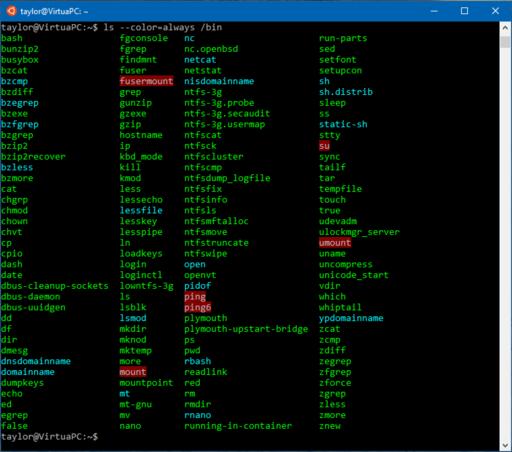 taylor@VirtuaPC:~
taylor@VirtuaPC:~$ ls --color=always /bin
bash fgconsole nc run-parts
bunzip2 fgrep nc.openbsd sed
busybox findmnt netcat setfont
bzcat fuser netstat setupcon
bzcmp fusermount nisdomainname sh
bzdiff grep ntfs-3g sh.distrib
bzegrep gunzip ntfs-3g.probe sleep
bzexe gzexe ntfs-3g.secaudit ss
bzfgrep gzip ntfs-3g.usermap static-sh
bzgrep hostname ntfscat stty
bzip2 ip ntfsck su
bzip2recover kbd_mode ntfscluster sync
bzless kill ntfscmp tailf
bzmore kmod ntfsdump_logfile tar
cat less ntfsfix tempfile
chgrp lessecho ntfsinfo touch
chmod lessfile ntfsls true
chown lesskey ntfsmftalloc udevadm
chvt lesspipe ntfsmove ulockmgr_server
cp ln ntfstruncate umount
cpio loadkeys ntfswipe uname
dash login open uncompress
date loginctl openvt unicode_start
dbus-cleanup-sockets lowntfs-3g pidof vdir
dbus-daemon ls ping which
dbus-uuidgen lsblk ping6 whiptail
dd lsmod plymouth ypdomainname
df mkdir plymouth-upstart-bridge zcat
dir mknod ps zcmp
dmesg mktemp pwd zdiff
dnsdomainname more rbash zegrep
domainname mount readlink zfgrep
dumpkeys mountpoint red zforce
echo mt rm zgrep
ed mt-gnu rmdir zless
egrep mv rnano zmore
false nano running-in-container znew
taylor@VirtuaPC:~$